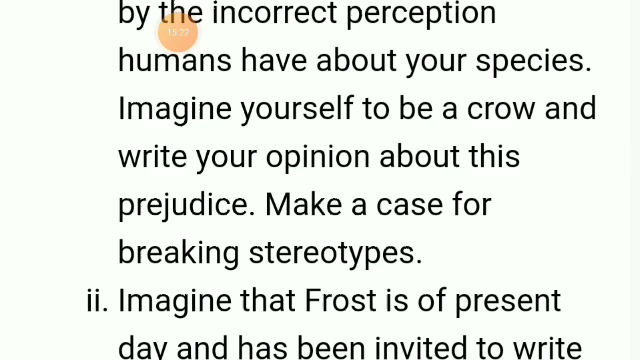 by the incorrect perception
15:22
humans have about your species.
Imagine yourself to be a crow and
write your opinion about this
prejudice. Make a case for
breaking stereotypes.
ii. Imagine that Frost is of present
day and has been invited to write